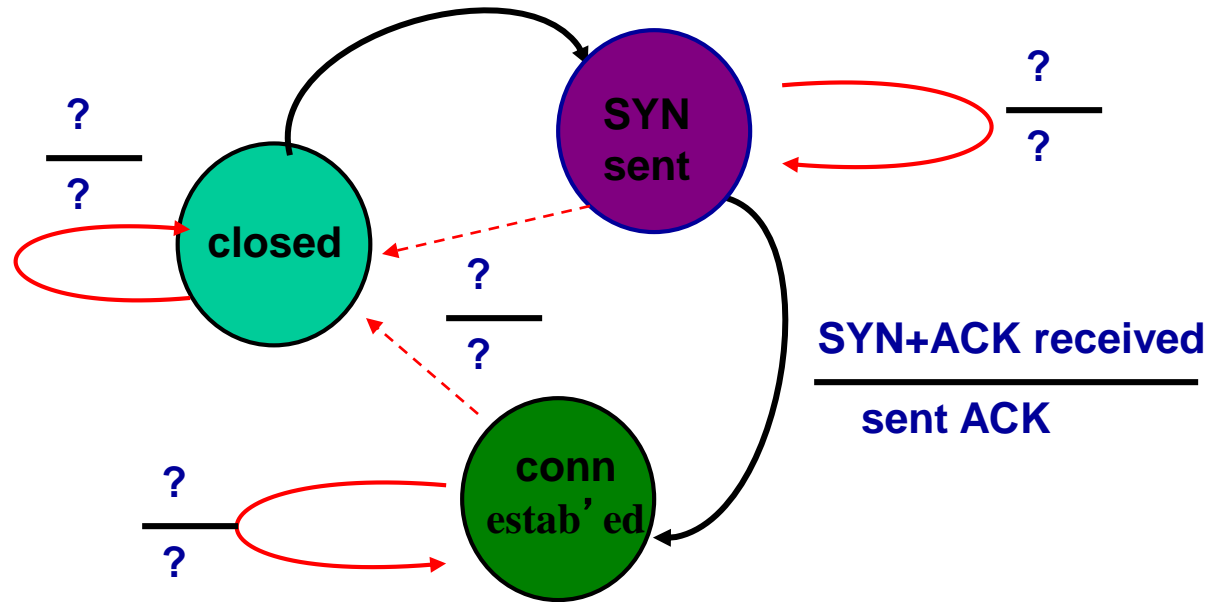 ?
?
closed
SYN
sent
?
?
?
?
SYN+ACK received
sent ACK
conn
estab’ ed
?
?